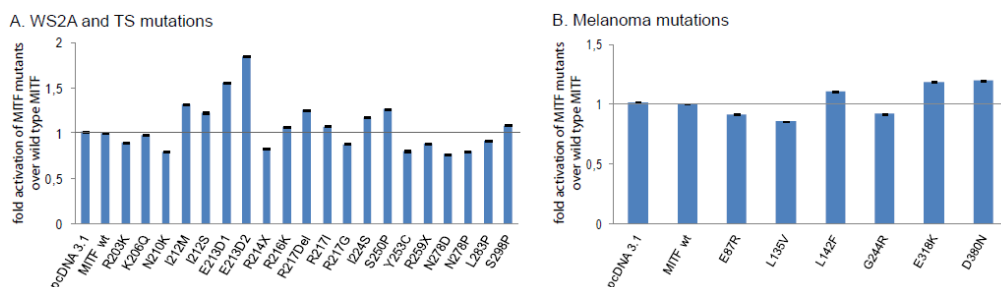 A. WS2A and TS mutations
fold activation of MITF mutants
over wild type MITF
2
1,5
1
0,5
0
pcDNA 3.1
MITF wt
R203K
K206Q
N210K
I212M
I212S
E213D1
E213D2
R214X
R216K
R217Del
R217I
R217G
I224S
S250P
Y253C
R259X
N278D
N278P
L283P
S298P
B. Melanoma mutations
fold activation of MITF mutants
over wild type MITF
1,5
1
0,5
0
pcDNA 3.1
MITF wt
E87R
L135V
L142F
G244R
E318K
D380N